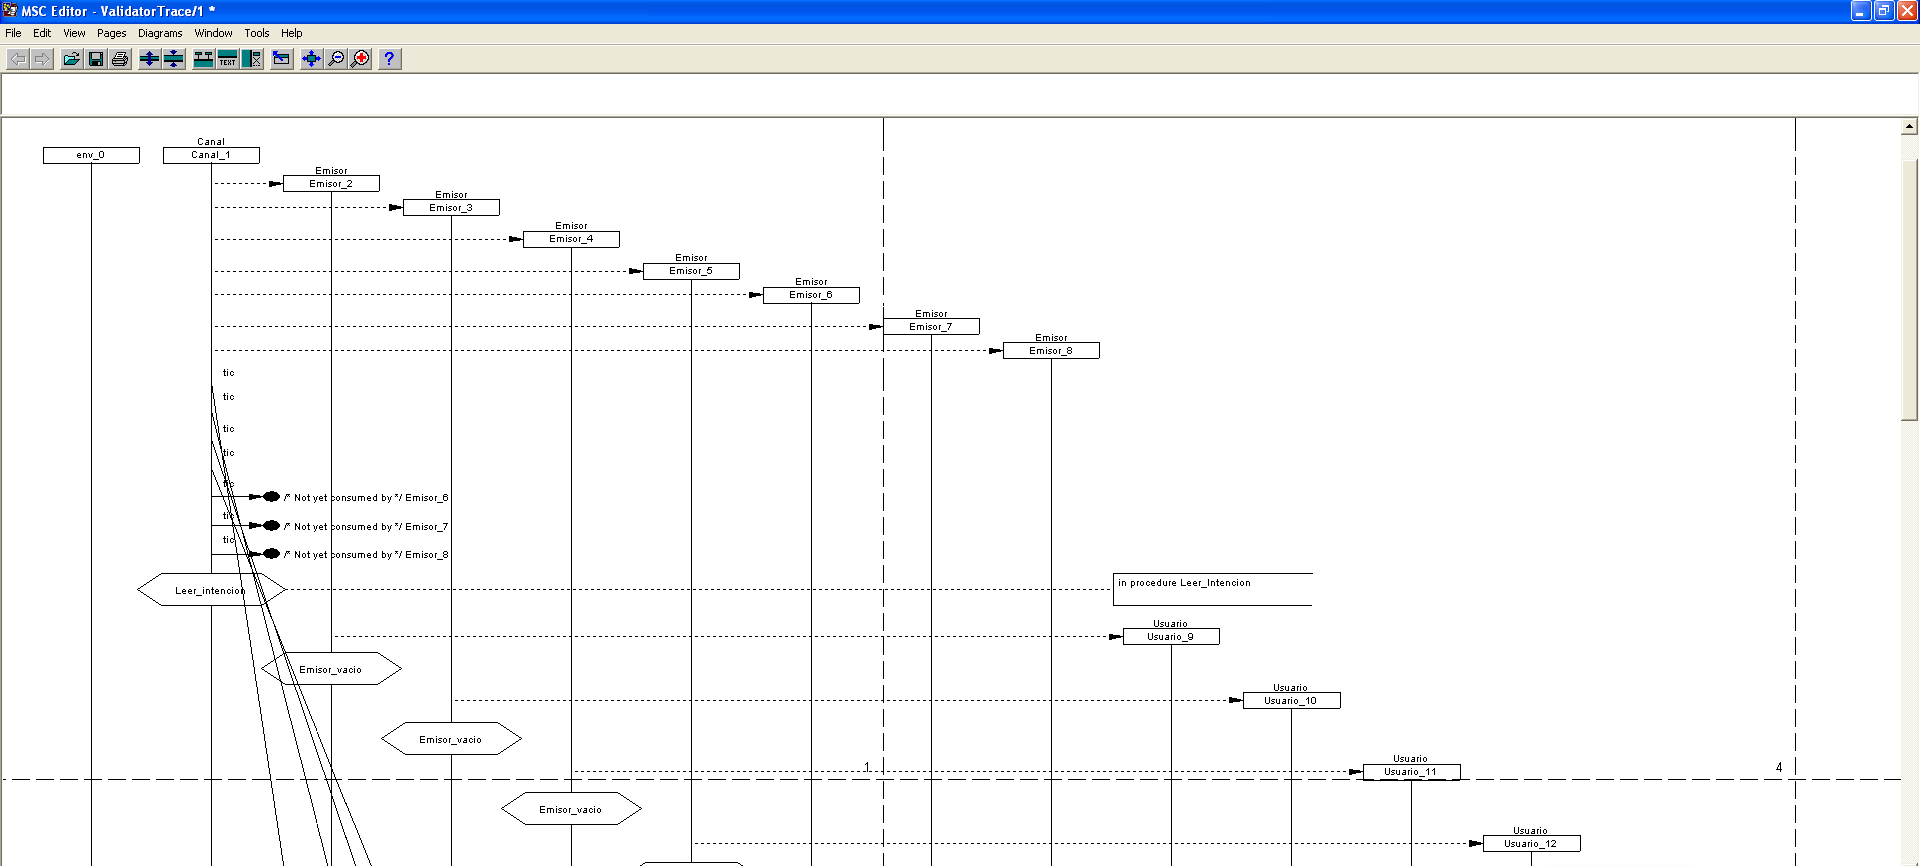 MSC Editor - ValidatorTrace/1 *
File Edit View Pages Diagrams Window Tools Help
TEXT
?
Canal
env_0
Canal_1
Emisor
Emisor_2
Emisor
Emisor_3
Emisor
Emisor_4
Emisor
Emisor_5
Emisor
Emisor_6
Emisor
Emisor_7
Emisor
Emisor_8
tic
tic
tic
tic
tic
/* Not yet consumed by */ Emisor_6
tic
/* Not yet consumed by */ Emisor_7
tic
/* Not yet consumed by */ Emisor_8
Leer_intencion
in procedure Leer_Intencion
Usuario
Usuario_9
Emisor_vacio
Usuario
Usuario_10
Emisor_vacio
Usuario
Usuario_11
1
4
Emisor_vacio
Usuario
Usuario_12